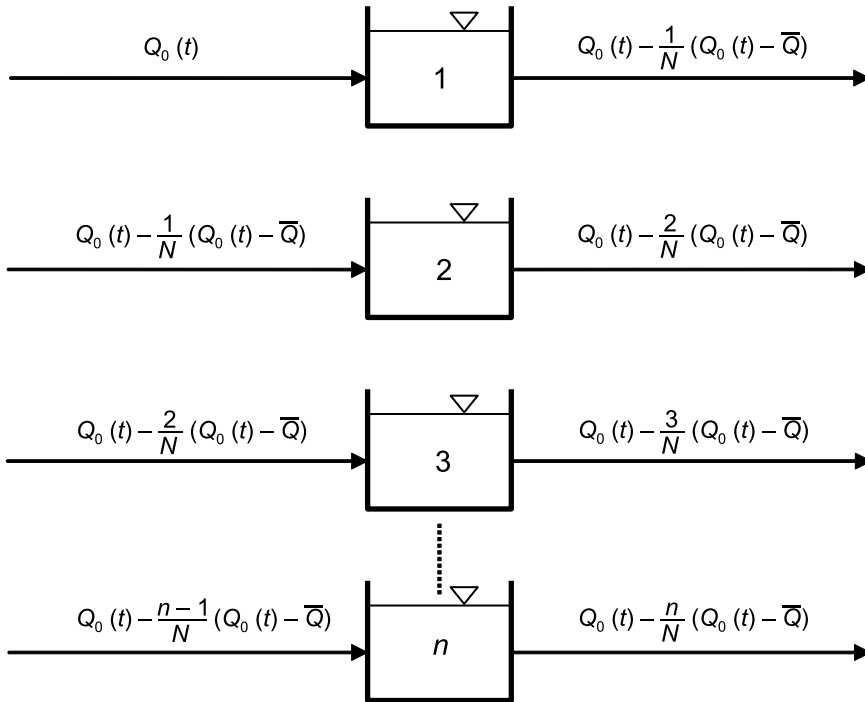 Q₀ (t)
1
Q₀ (t) – 1/N (Q₀ (t) – Q̅)
Q₀ (t) – 1/N (Q₀ (t) – Q̅)
2
Q₀ (t) – 2/N (Q₀ (t) – Q̅)
Q₀ (t) – 2/N (Q₀ (t) – Q̅)
3
Q₀ (t) – 3/N (Q₀ (t) – Q̅)
Q₀ (t) – n – 1/N (Q₀ (t) – Q̅)
n
Q₀ (t) – n/N (Q₀ (t) – Q̅)